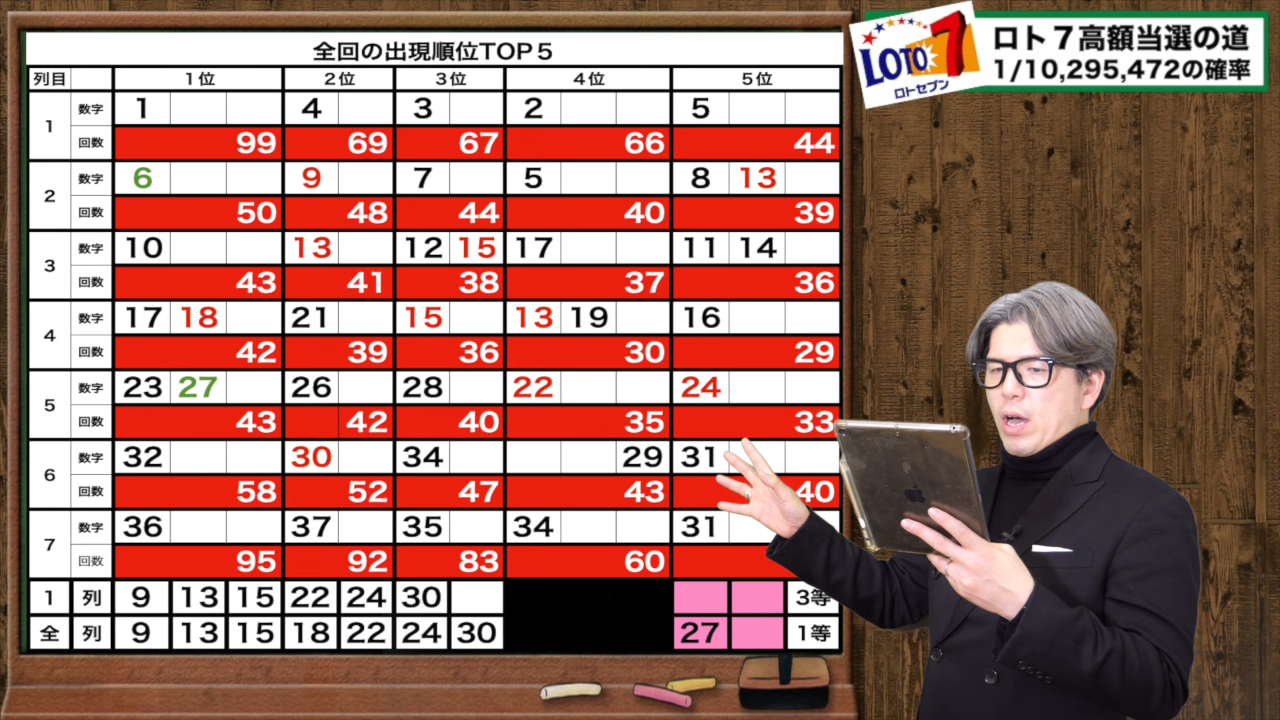 全回の出現順位TOP5
列目 1位 2位 3位 4位 5位
1 数字 1 4 3 2 5
回数 99 69 67 66 44
2 数字 6 9 7 5 8 13
回数 50 48 44 40 39
3 数字 10 13 12 15 17 11 14
回数 43 41 38 37 36
4 数字 17 18 21 15 13 19 16
回数 42 39 36 30 29
5 数字 23 27 26 28 22 24
回数 43 42 40 35 33
6 数字 32 30 34 29 31
回数 58 52 47 43 40
7 数字 36 37 35 34 31
回数 95 92 83 60
1 列 9 13 15 22 24 30 3等
全 列 9 13 15 18 22 24 30 27 1等
LOTO 7
ロトセブン
ロト7高額当選の道
1/10,295,472の確率